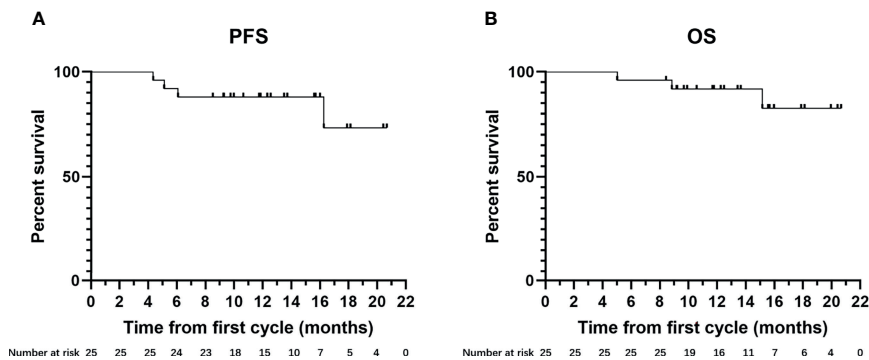 A
PFS
100
50
0
Percent survival
0 2 4 6 8 10 12 14 16 18 20 22
Time from first cycle (months)
Number at risk 25 25 25 24 23 18 15 10 7 5 4 0
B
OS
100
50
0
Percent survival
0 2 4 6 8 10 12 14 16 18 20 22
Time from first cycle (months)
Number at risk 25 25 25 25 25 19 16 11 7 6 4 0